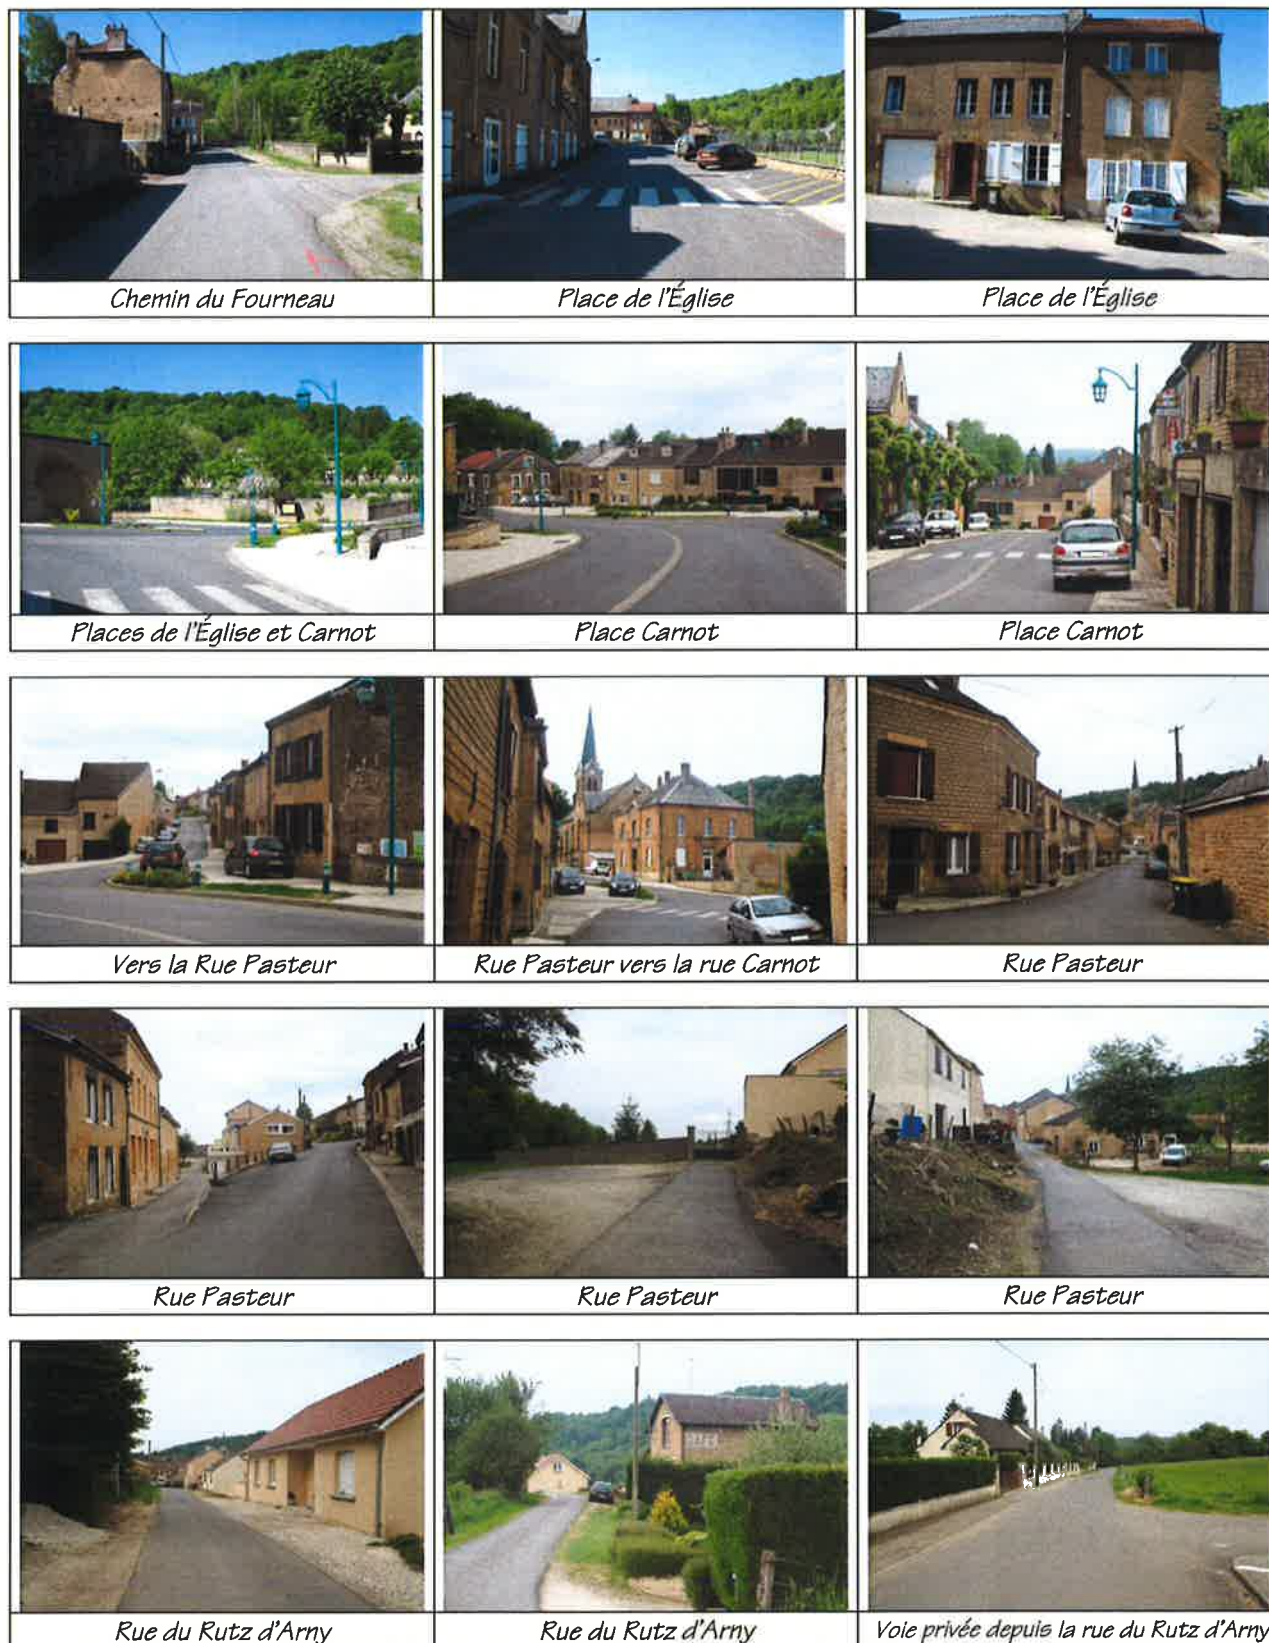 Chemin du Fourneau
Place de l'Église
Place de l'Église
Places de l'Église et Carnot
Place Carnot
Place Carnot
Vers la Rue Pasteur
Rue Pasteur vers la rue Carnot
Rue Pasteur
Rue Pasteur
Rue Pasteur
Rue Pasteur
Rue du Rutz d'Arny
Rue du Rutz d'Arny
Voie privée depuis la rue du Rutz d'Arny